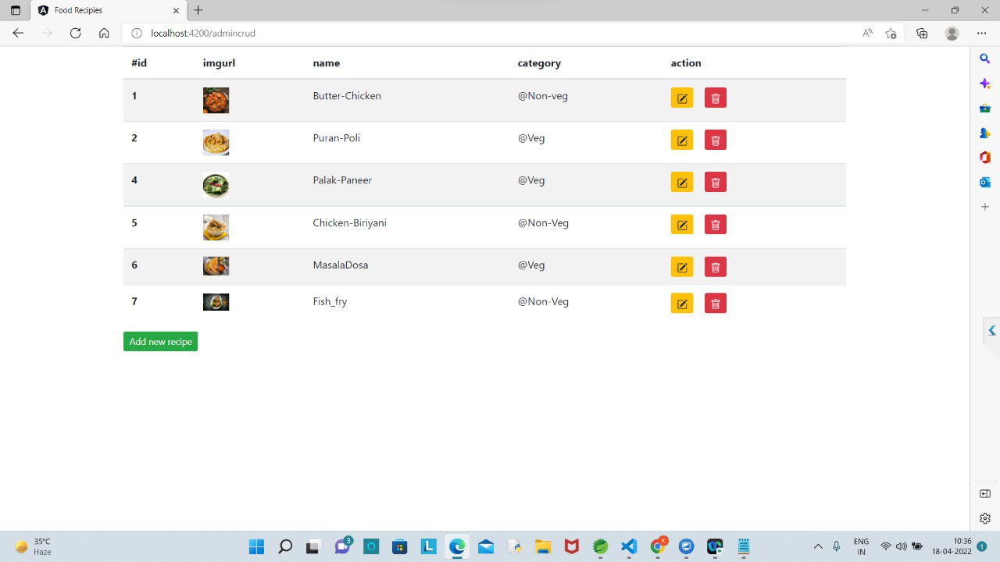 Food Recipies
localhost:4200/admincrud
#id imgurl name category action
1 Butter-Chicken @Non-veg
2 Puran-Poli @Veg
4 Palak-Paneer @Veg
5 Chicken-Biriyani @Non-Veg
6 MasalaDosa @Veg
7 Fish_fry @Non-Veg
Add new recipe
35°C
Haze
3
K
ENG
IN
10:36
18-04-2022
1